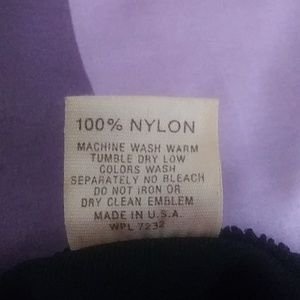 100% NYLON
MACHINE WASH WARM
TUMBLE DRY LOW
COLORS WASH
SEPARATELY NO BLEACH
DO NOT IRON OR
DRY CLEAN EMBLEM
MADE IN U.S.A.
WPL 7232